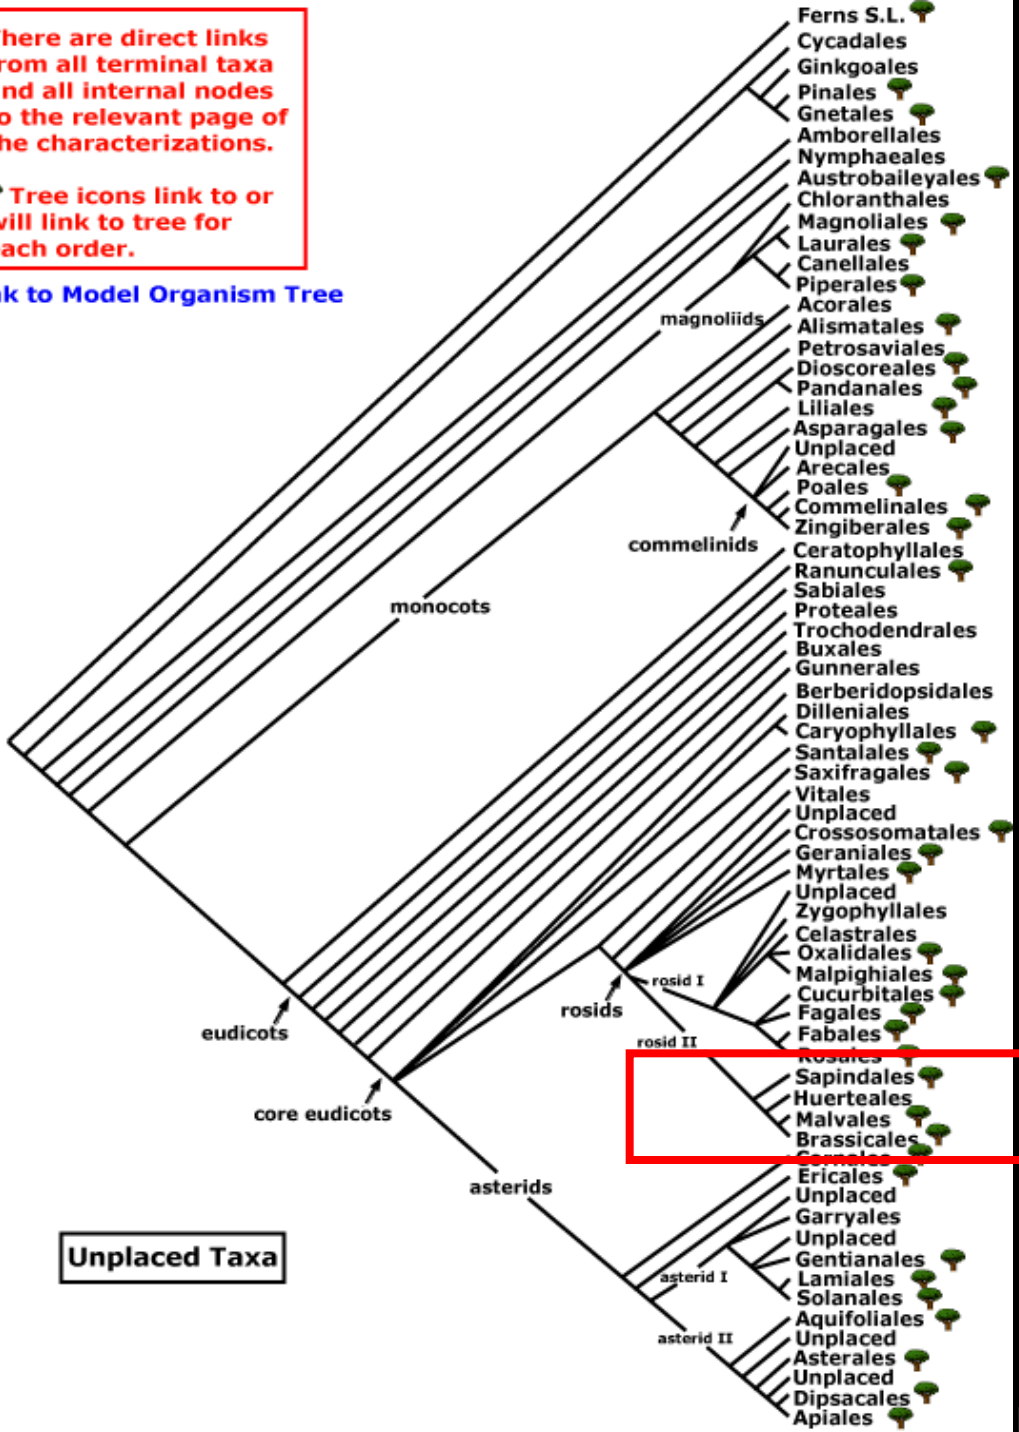 here are direct links
rom all terminal taxa
nd all internal nodes
o the relevant page of
he characterizations.
Tree icons link to or
will link to tree for
ach order.
k to Model Organism Tree
Ferns S.L.
Cycadales
Ginkgoales
Pinales
Gnetales
Amborellales
Nymphaeales
Austrobaileyales
Chloranthales
Magnoliales
Laurales
Canellales
Piperales
magnoliids
Acorales
Alismatales
Petrosaviales
Dioscoreales
Pandanales
Liliales
Asparagales
Unplaced
Arecales
Poales
Commelinales
Zingiberales
commelinids
monocots
Ceratophyllales
Ranunculales
Sabiales
Proteales
Trochodendrales
Buxales
Gunnerales
Berberidopsidales
Dilleniales
Caryophyllales
Santalales
Saxifragales
Vitales
Unplaced
Crossosomatales
Geraniales
Myrtales
Unplaced
Zygophyllales
Celastrales
Oxalidales
Malpighiales
Cucurbitales
Fagales
Fabales
Rosales
rosid I
rosids
rosid II
eudicots
Sapindales
Huerteales
Malvales
Brassicales
core eudicots
Cornales
Ericales
Unplaced
Garryales
Unplaced
Gentianales
Lamiales
Solanales
asterids
asterid I
Unplaced Taxa
asterid II
Aquifoliales
Unplaced
Asterales
Unplaced
Dipsacales
Apiales